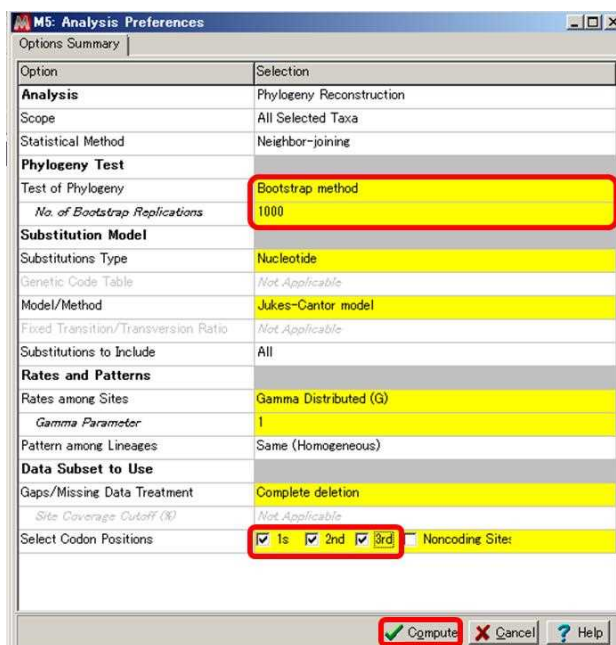 M5: Analysis Preferences
Options Summary
Option Selection
Analysis Phylogeny Reconstruction
Scope All Selected Taxa
Statistical Method Neighbor-joining
Phylogeny Test
Test of Phylogeny Bootstrap method
No. of Bootstrap Replications 1000
Substitution Model
Substitutions Type Nucleotide
Genetic Code Table Not Applicable
Model/Method Jukes-Cantor model
Fixed Transition/Transversion Ratio Not Applicable
Substitutions to Include All
Rates and Patterns
Rates among Sites Gamma Distributed (G)
Gamma Parameter 1
Pattern among Lineages Same (Homogeneous)
Data Subset to Use
Gaps/Missing Data Treatment Complete deletion
Site Coverage Cutoff (%) Not Applicable
Select Codon Positions 1s 2nd 3rd Noncoding Sites
Compute Cancel Help